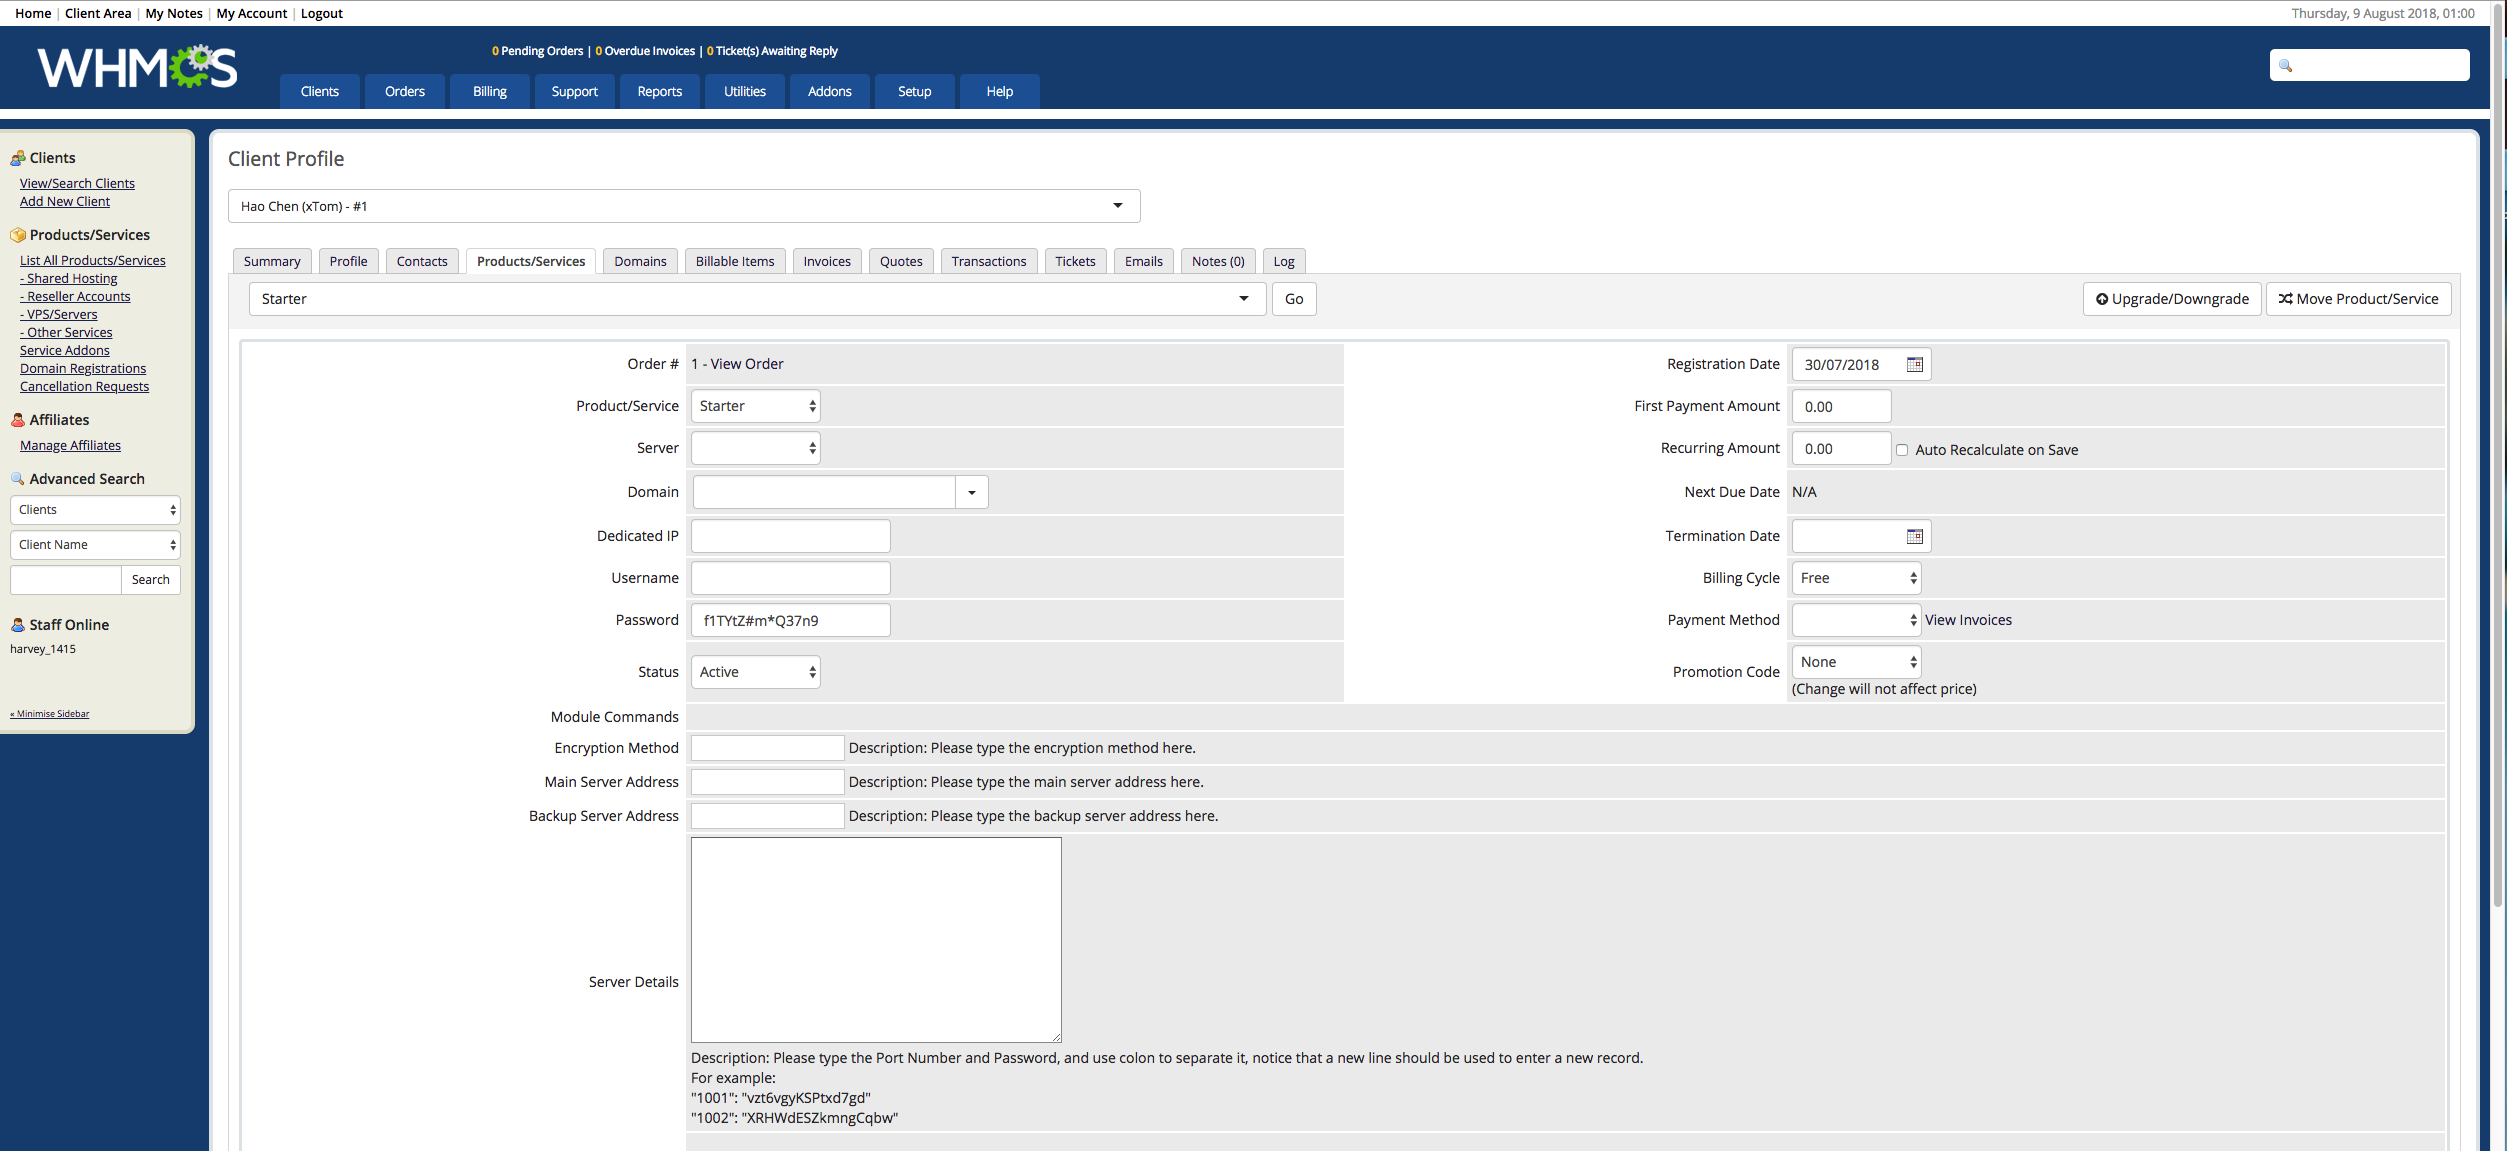 Home | Client Area | My Notes | My Account | Logout
Thursday, 9 August 2018, 01:00
WHMCS
0 Pending Orders | 0 Overdue Invoices | 0 Ticket(s) Awaiting Reply
Clients Orders Billing Support Reports Utilities Addons Setup Help
Clients
View/Search Clients
Add New Client
Products/Services
List All Products/Services
- Shared Hosting
- Reseller Accounts
- VPS/Servers
- Other Services
Service Addons
Domain Registrations
Cancellation Requests
Affiliates
Manage Affiliates
Advanced Search
Clients
Client Name
Search
Staff Online
harvey_1415
« Minimise Sidebar
Client Profile
Hao Chen (xTom) - #1
Summary Profile Contacts Products/Services Domains Billable Items Invoices Quotes Transactions Tickets Emails Notes (0) Log
Starter Go Upgrade/Downgrade Move Product/Service
Order # 1 - View Order Registration Date 30/07/2018
Product/Service Starter First Payment Amount 0.00
Server Recurring Amount 0.00 Auto Recalculate on Save
Domain Next Due Date N/A
Dedicated IP Termination Date
Username Billing Cycle Free
Password f1TYtZ#m*Q37n9 Payment Method View Invoices
Status Active Promotion Code None
(Change will not affect price)
Module Commands
Encryption Method Description: Please type the encryption method here.
Main Server Address Description: Please type the main server address here.
Backup Server Address Description: Please type the backup server address here.
Server Details
Description: Please type the Port Number and Password, and use colon to separate it, notice that a new line should be used to enter a new record.
For example:
"1001": "vzt6vgyKSPtxd7gd"
"1002": "XRHWdESZkmngCqbw"